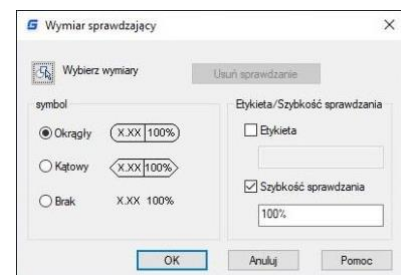 Wymiar sprawdzający
Wybierz wymiary
Usuń sprawdzanie
symbol
Okrągły X.XX 100%
Kątowy X.XX 100%
Brak X.XX 100%
Etykieta/Szybkość sprawdzania
Etykieta
Szybkość sprawdzania
100%
OK Anuluj Pomoc